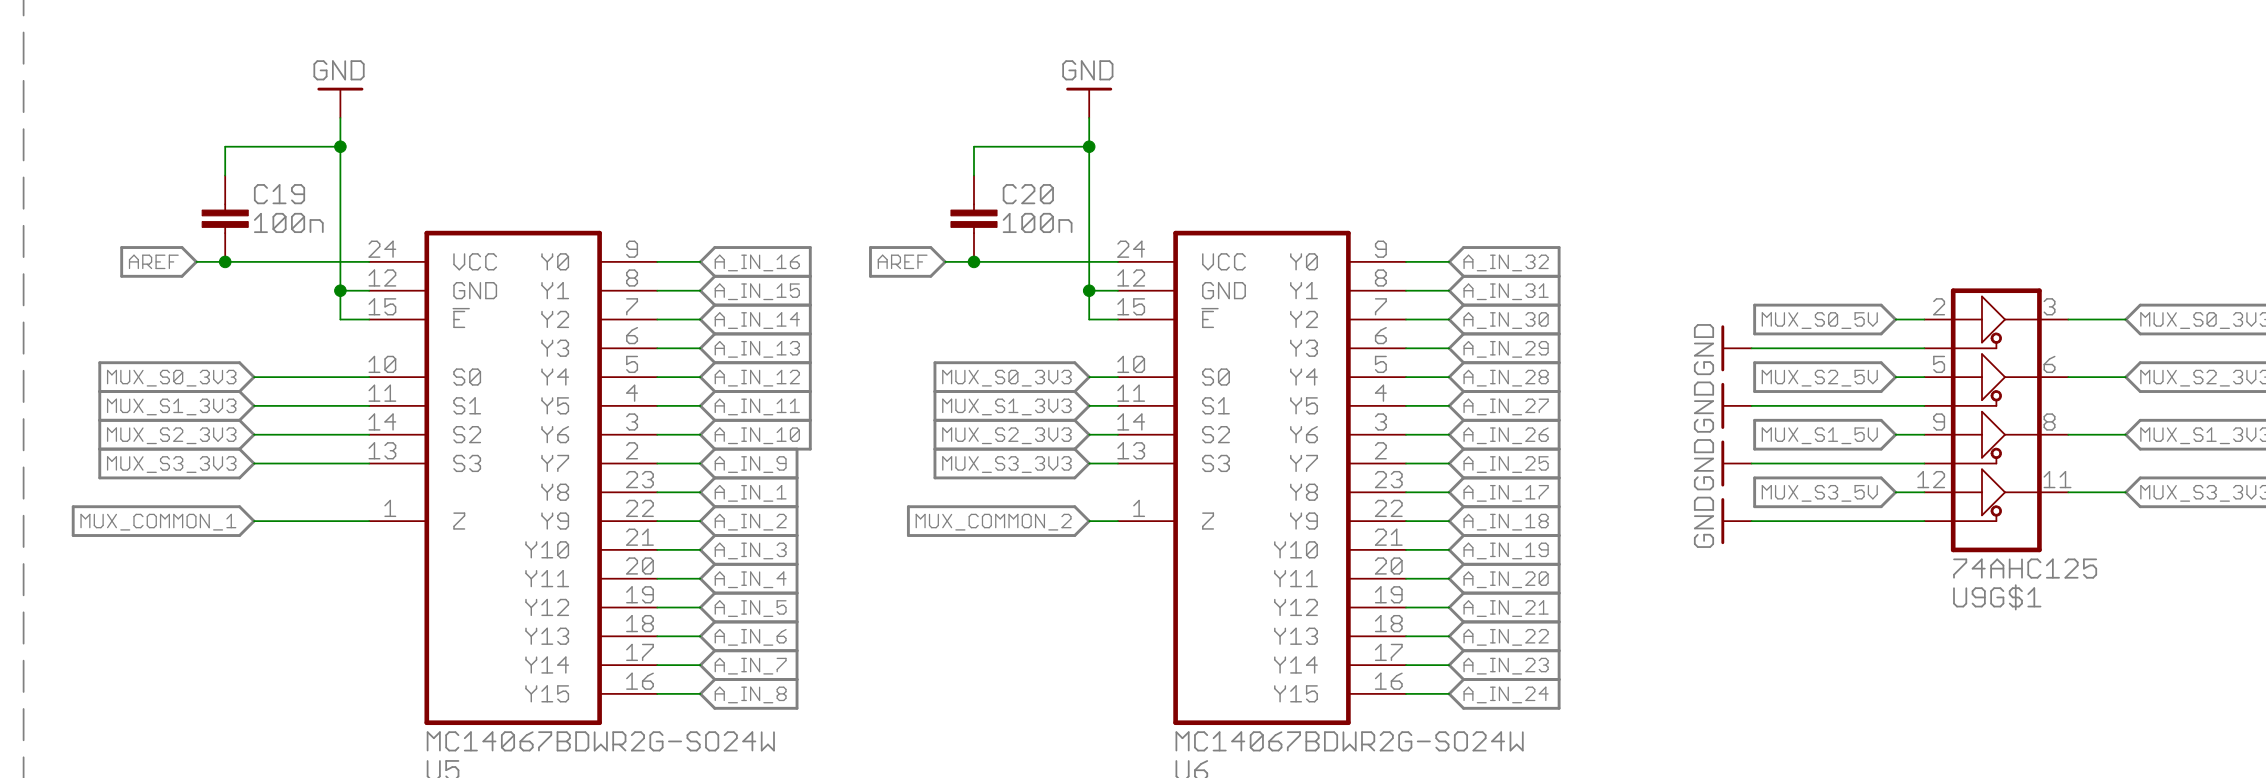 GND
C19
100n
AREF
24
12
15
10
11
14
13
1
MUX_S0_3V3
MUX_S1_3V3
MUX_S2_3V3
MUX_S3_3V3
MUX_COMMON_1
VCC
GND
E
S0
S1
S2
S3
Z
Y0 9 A_IN_16
Y1 8 A_IN_15
Y2 7 A_IN_14
Y3 6 A_IN_13
Y4 5 A_IN_12
Y5 4 A_IN_11
Y6 3 A_IN_10
Y7 2 A_IN_9
Y8 23 A_IN_1
Y9 22 A_IN_2
Y10 21 A_IN_3
Y11 20 A_IN_4
Y12 19 A_IN_5
Y13 18 A_IN_6
Y14 17 A_IN_7
Y15 16 A_IN_8
MC14067BDWR2G-SO24W
U5
GND
C20
100n
AREF
24
12
15
10
11
14
13
1
MUX_S0_3V3
MUX_S1_3V3
MUX_S2_3V3
MUX_S3_3V3
MUX_COMMON_2
VCC
GND
E
S0
S1
S2
S3
Z
Y0 9 A_IN_32
Y1 8 A_IN_31
Y2 7 A_IN_30
Y3 6 A_IN_29
Y4 5 A_IN_28
Y5 4 A_IN_27
Y6 3 A_IN_26
Y7 2 A_IN_25
Y8 23 A_IN_17
Y9 22 A_IN_18
Y10 21 A_IN_19
Y11 20 A_IN_20
Y12 19 A_IN_21
Y13 18 A_IN_22
Y14 17 A_IN_23
Y15 16 A_IN_24
MC14067BDWR2G-SO24W
U6
MUX_S0_5V 2 3 MUX_S0_3V3
GND
MUX_S2_5V 5 6 MUX_S2_3V3
GND
MUX_S1_5V 9 8 MUX_S1_3V3
GND
MUX_S3_5V 12 11 MUX_S3_3V3
GND
74AHC125
U9G$1